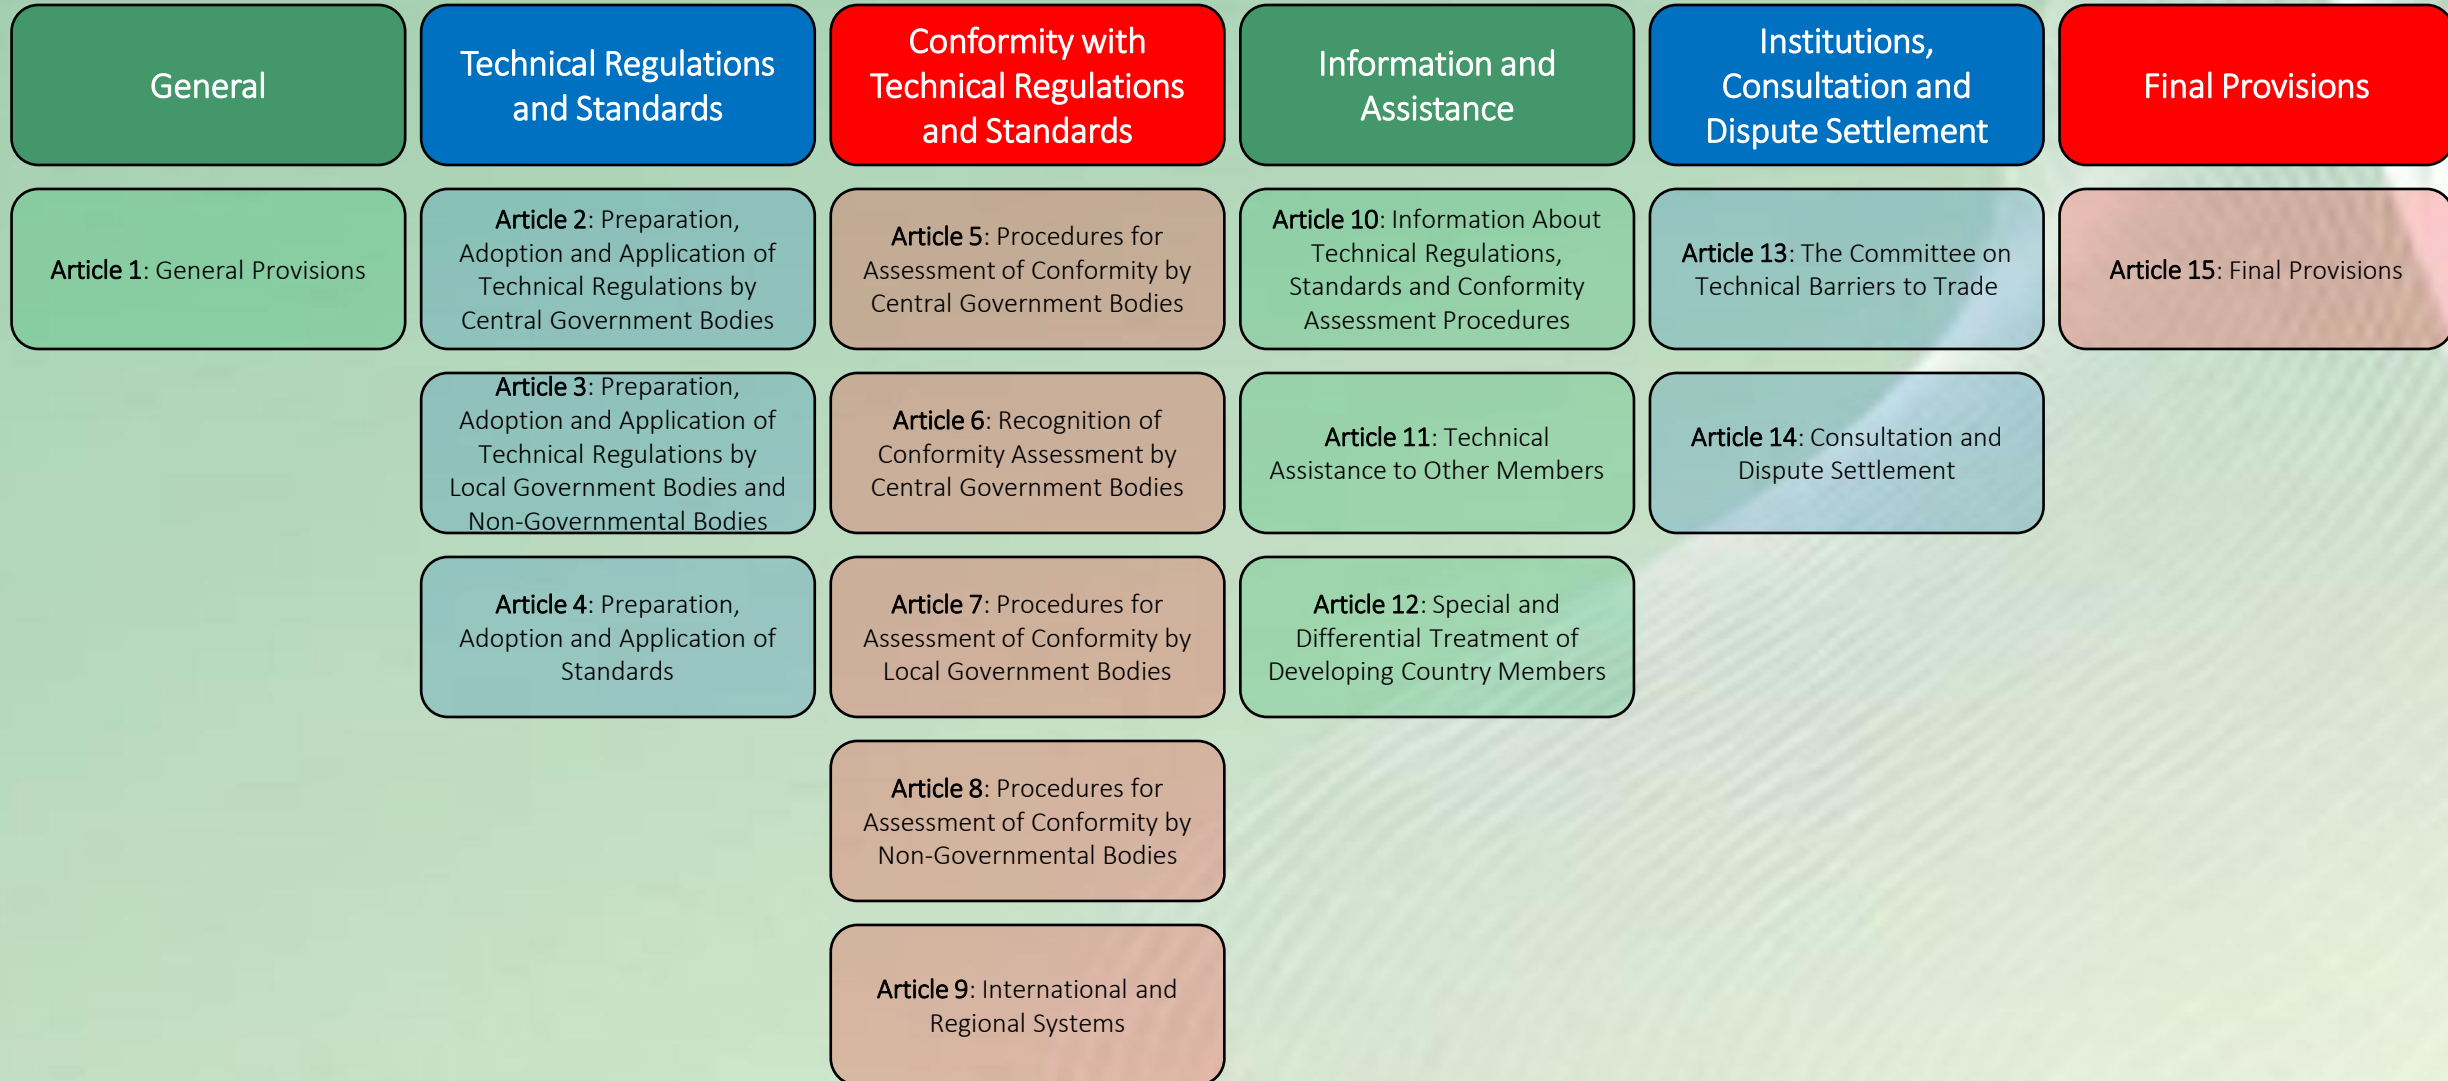 General
Technical Regulations
and Standards
Conformity with
Technical Regulations
and Standards
Information and
Assistance
Institutions,
Consultation and
Dispute Settlement
Final Provisions
Article 1: General Provisions
Article 2: Preparation,
Adoption and Application of
Technical Regulations by
Central Government Bodies
Article 3: Preparation,
Adoption and Application of
Technical Regulations by
Local Government Bodies and
Non-Governmental Bodies
Article 4: Preparation,
Adoption and Application of
Standards
Article 5: Procedures for
Assessment of Conformity by
Central Government Bodies
Article 6: Recognition of
Conformity Assessment by
Central Government Bodies
Article 7: Procedures for
Assessment of Conformity by
Local Government Bodies
Article 8: Procedures for
Assessment of Conformity by
Non-Governmental Bodies
Article 9: International and
Regional Systems
Article 10: Information About
Technical Regulations,
Standards and Conformity
Assessment Procedures
Article 11: Technical
Assistance to Other Members
Article 12: Special and
Differential Treatment of
Developing Country Members
Article 13: The Committee on
Technical Barriers to Trade
Article 14: Consultation and
Dispute Settlement
Article 15: Final Provisions